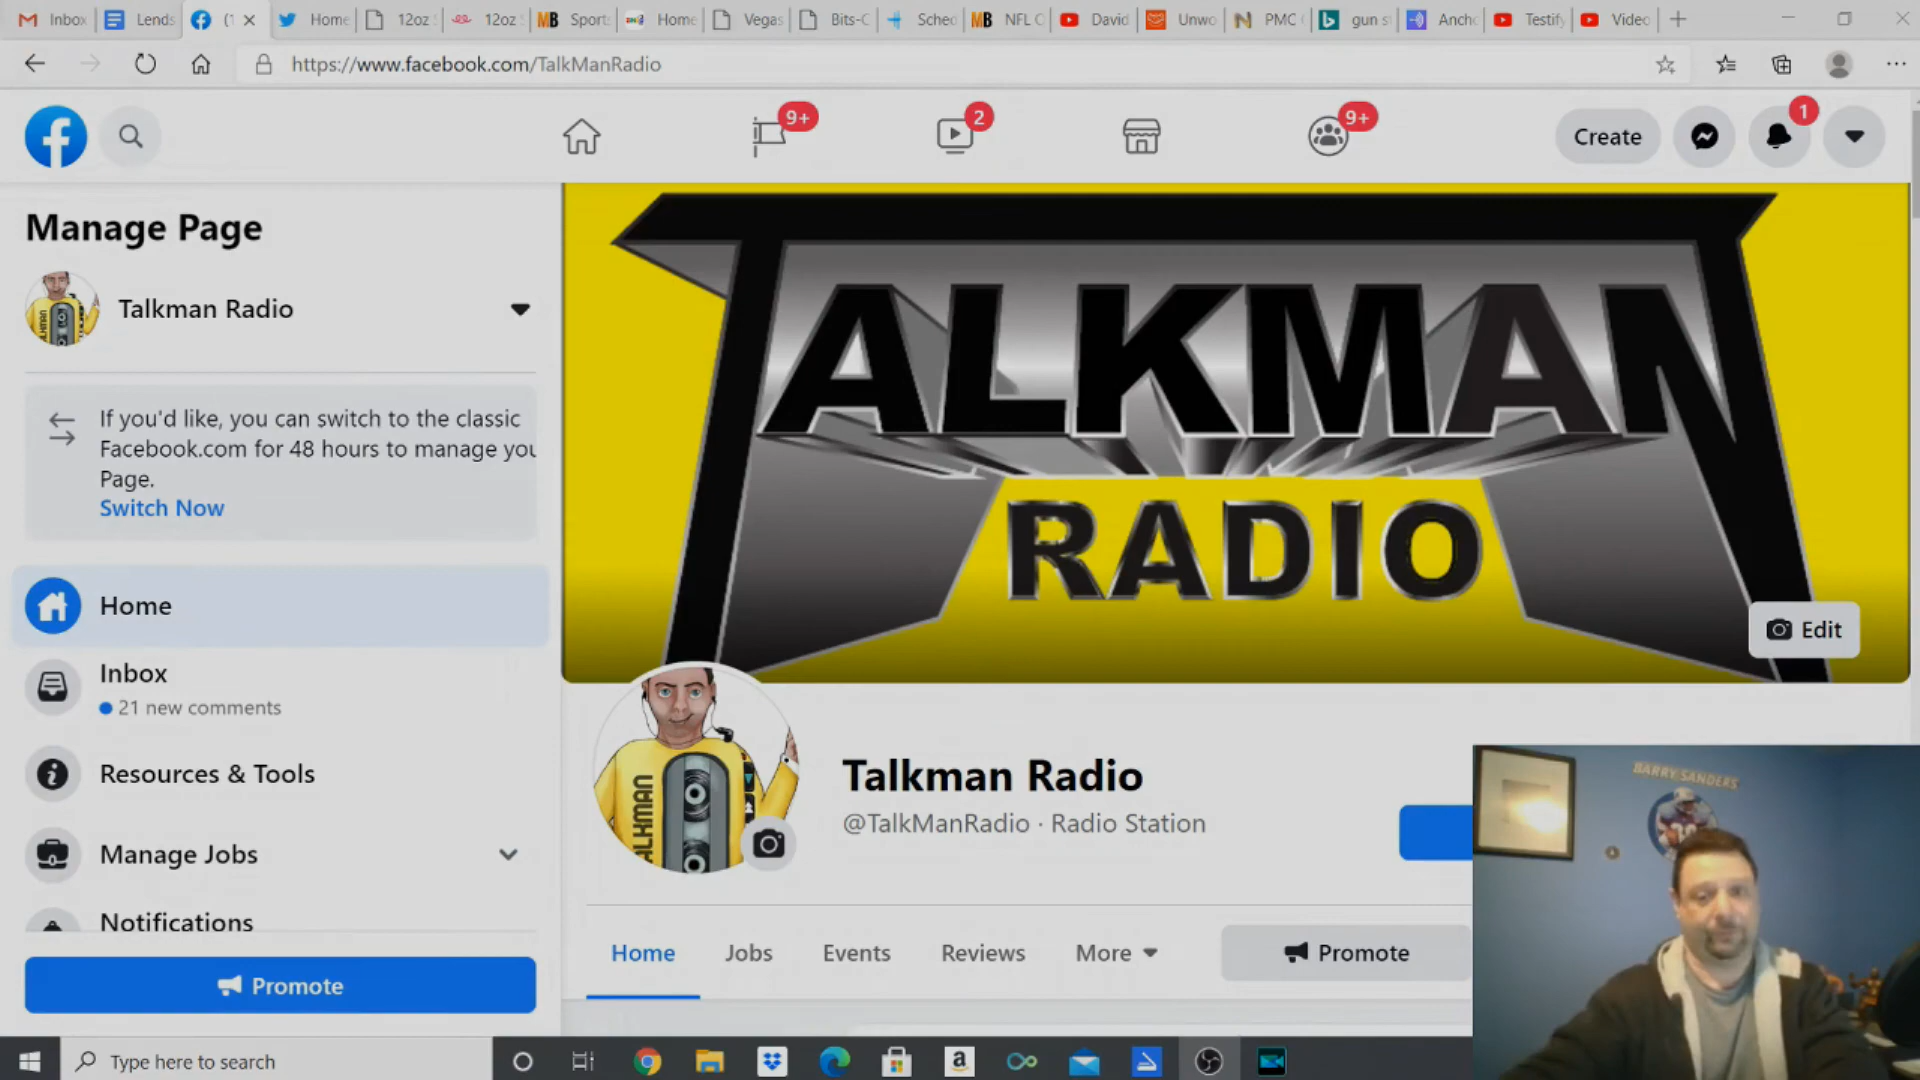 Inbox
Lends
(1
Home
12oz
12oz
Sports
Home
Vegas
Bits-C
Sched
NFL C
David
Unwo
PMC
gun st
Anch
Testify
Video
https://www.facebook.com/TalkManRadio
9+
2
9+
Create
1
Manage Page
Talkman Radio
If you'd like, you can switch to the classic
Facebook.com for 48 hours to manage you
Page.
Switch Now
Home
Inbox
21 new comments
Resources & Tools
Manage Jobs
Notifications
Promote
TALKMAN
RADIO
Edit
TALKMAN
Talkman Radio
@TalkManRadio · Radio Station
Home Jobs Events Reviews More Promote
BARRY SANDERS
Type here to search